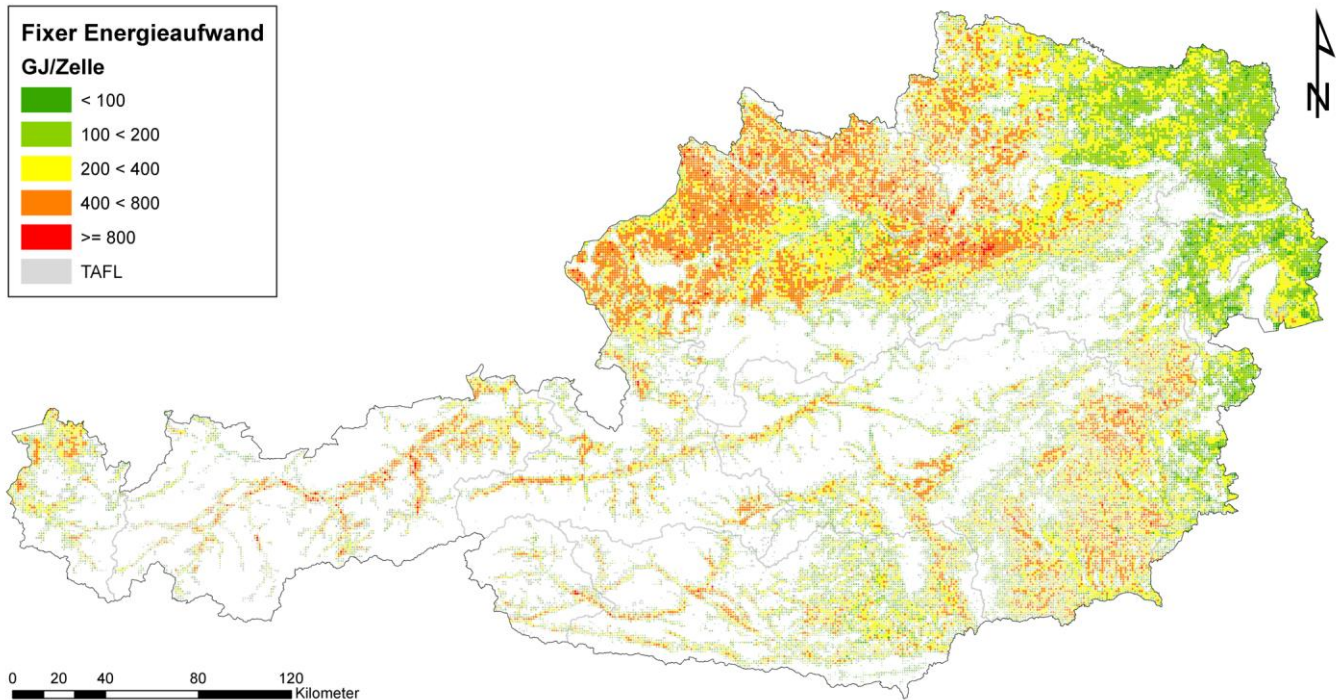 Fixer Energieaufwand
GJ/Zelle
< 100
100 < 200
200 < 400
400 < 800
>= 800
TAFL
N
0 20 40 80 120
Kilometer